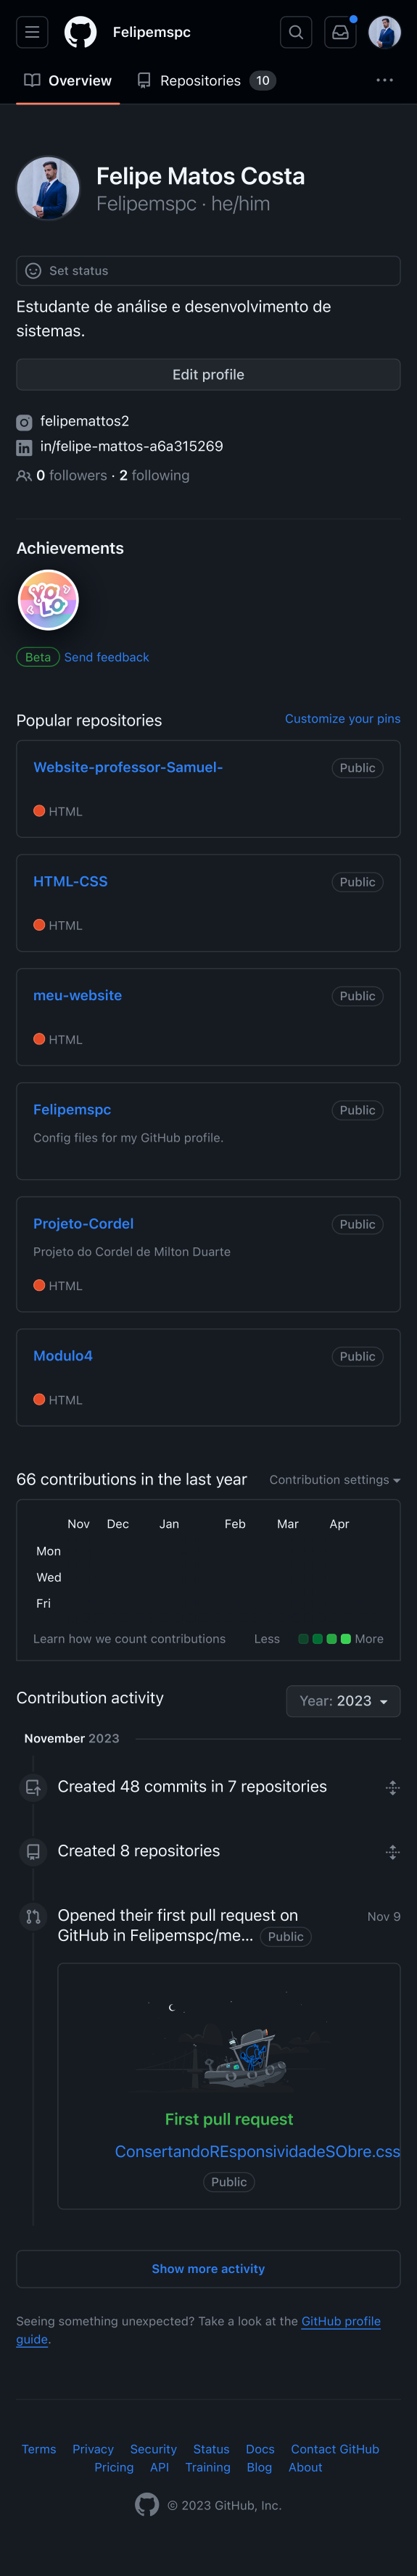 Felipemspc
Overview
Repositories 10
Felipe Matos Costa
Felipemspc · he/him
Set status
Estudante de análise e desenvolvimento de
sistemas.
Edit profile
felipemattos2
in/felipe-mattos-a6a315269
0 followers · 2 following
Achievements
YOLO
Beta Send feedback
Popular repositories
Customize your pins
Website-professor-Samuel-
Public
HTML
HTML-CSS
Public
HTML
meu-website
Public
HTML
Felipemspc
Public
Config files for my GitHub profile.
Projeto-Cordel
Public
Projeto do Cordel de Milton Duarte
HTML
Modulo4
Public
HTML
66 contributions in the last year
Contribution settings
Nov Dec Jan Feb Mar Apr
Mon
Wed
Fri
Learn how we count contributions
Less More
Contribution activity
Year: 2023
November 2023
Created 48 commits in 7 repositories
Created 8 repositories
Opened their first pull request on
Nov 9
GitHub in Felipemspc/me... Public
First pull request
ConsertandoREsponsividadeSObre.css
Public
Show more activity
Seeing something unexpected? Take a look at the GitHub profile
guide.
Terms Privacy Security Status Docs Contact GitHub
Pricing API Training Blog About
© 2023 GitHub, Inc.